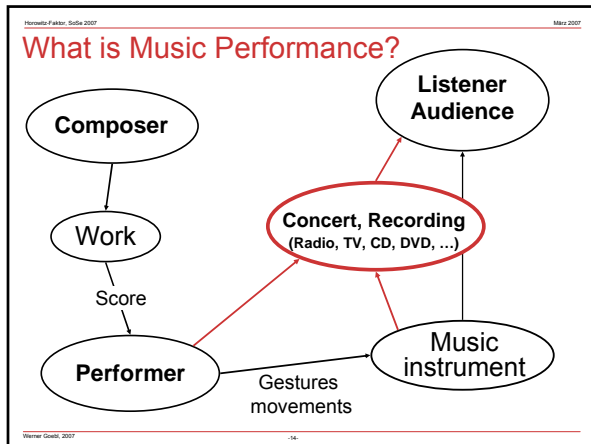 Horowitz-Faktor, SoSe 2007
März 2007
What is Music Performance?
Listener
Audience
Composer
Concert, Recording
(Radio, TV, CD, DVD, ...)
Work
Score
Music
instrument
Performer
Gestures
movements
Werner Goebl, 2007
-14-